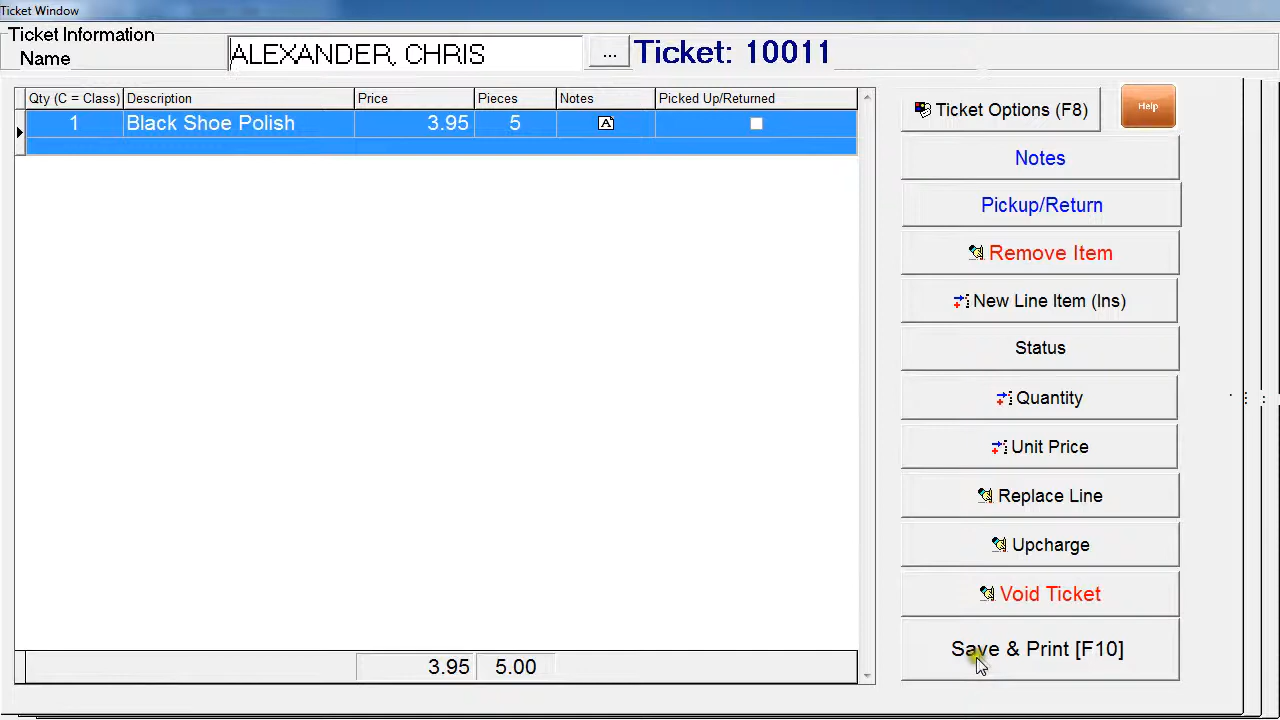 Ticket Window
Ticket Information
Name
ALEXANDER, CHRIS
...
Ticket: 10011
Qty (C = Class) Description Price Pieces Notes Picked Up/Returned
1 Black Shoe Polish 3.95 5 A
3.95 5.00
Ticket Options (F8)
Help
Notes
Pickup/Return
Remove Item
New Line Item (Ins)
Status
Quantity
Unit Price
Replace Line
Upcharge
Void Ticket
Save & Print [F10]